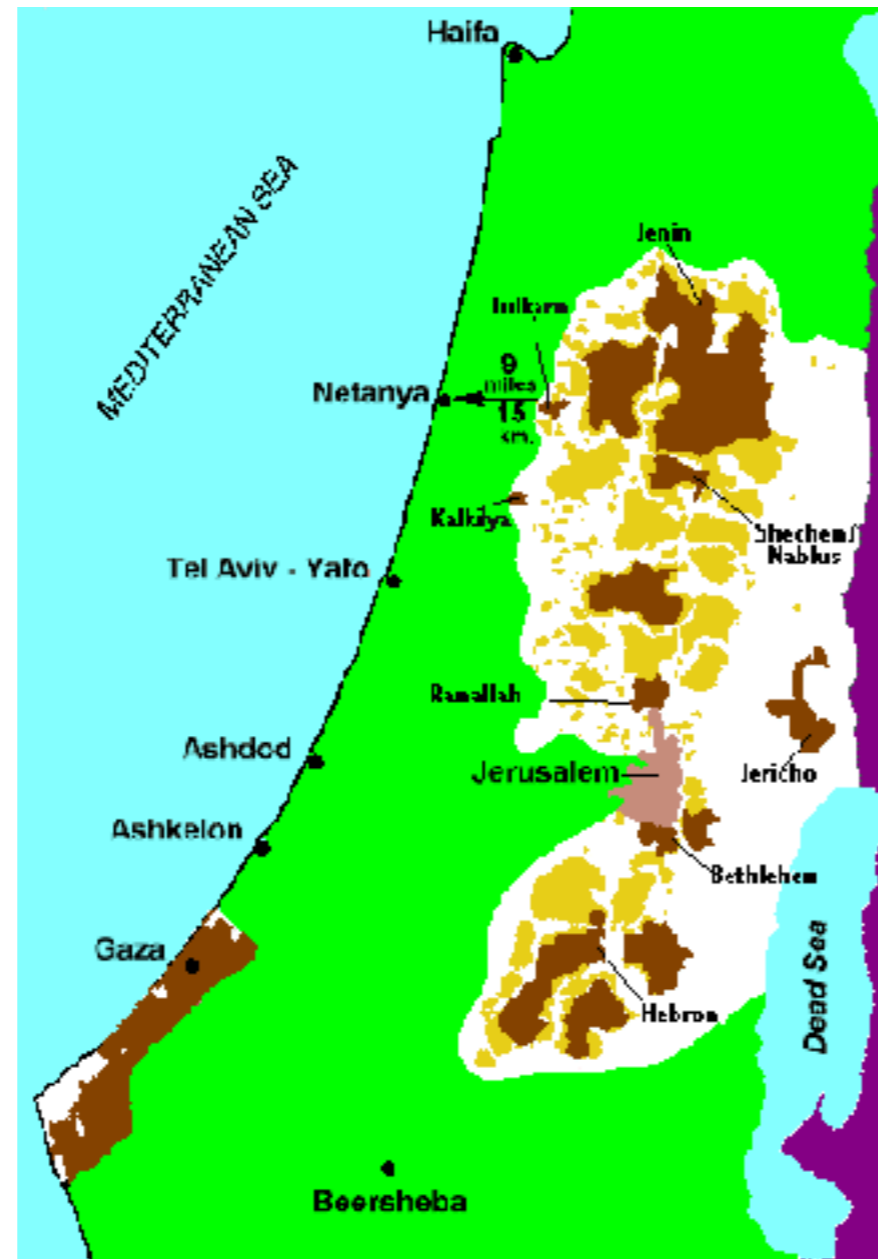 Haifa
MEDITERRANEAN SEA
Jenin
Tulkarm
9
miles
15
km.
Netanya
Kalkilya
Shechem/
Nablus
Tel Aviv - Yafo
Ramallah
Ashdod
Jerusalem
Jericho
Ashkelon
Bethlehem
Gaza
Hebron
Dead Sea
Beersheba